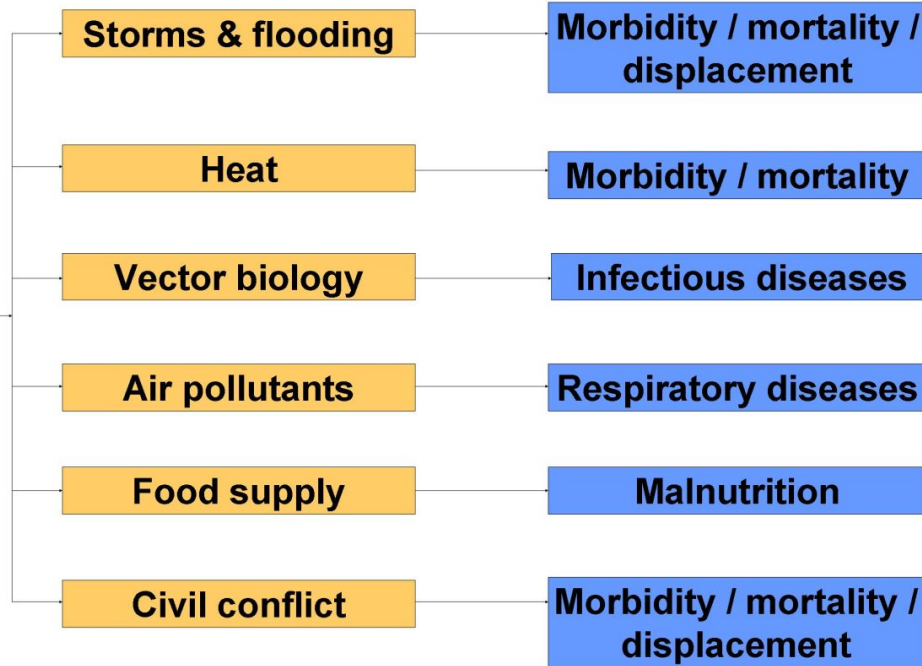 Storms & flooding
Morbidity / mortality /
displacement
Heat
Morbidity / mortality
Vector biology
Infectious diseases
Air pollutants
Respiratory diseases
Food supply
Malnutrition
Civil conflict
Morbidity / mortality /
displacement